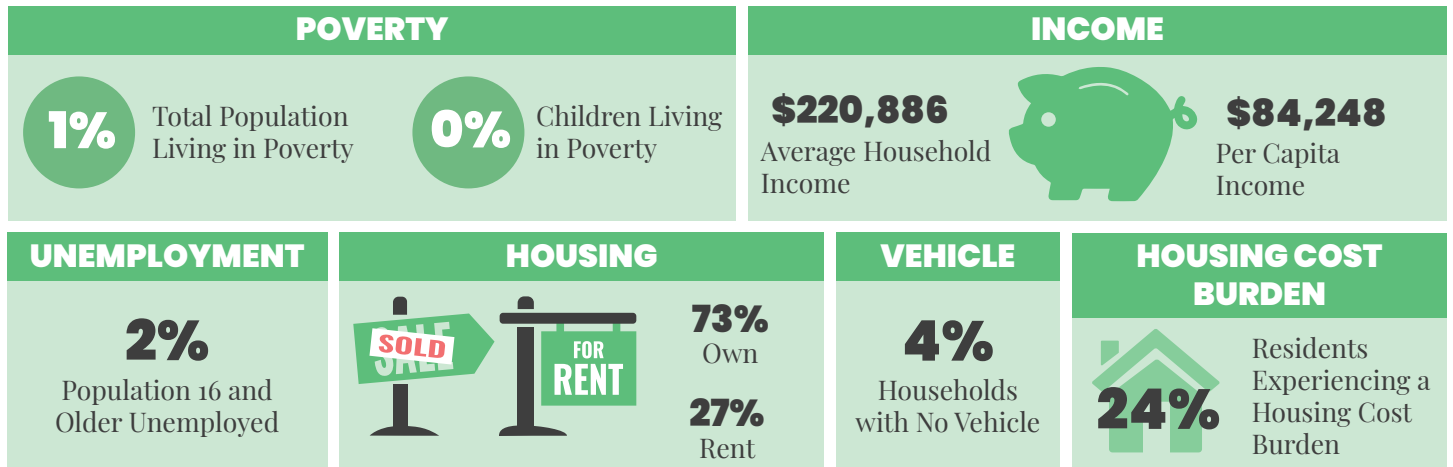 POVERTY
1%
Total Population
Living in Poverty
0%
Children Living
in Poverty
INCOME
$220,886
Average Household
Income
$84,248
Per Capita
Income
UNEMPLOYMENT
2%
Population 16 and
Older Unemployed
HOUSING
SALE
SOLD
FOR
RENT
73%
Own
27%
Rent
VEHICLE
4%
Households
with No Vehicle
HOUSING COST
BURDEN
24%
Residents
Experiencing a
Housing Cost
Burden